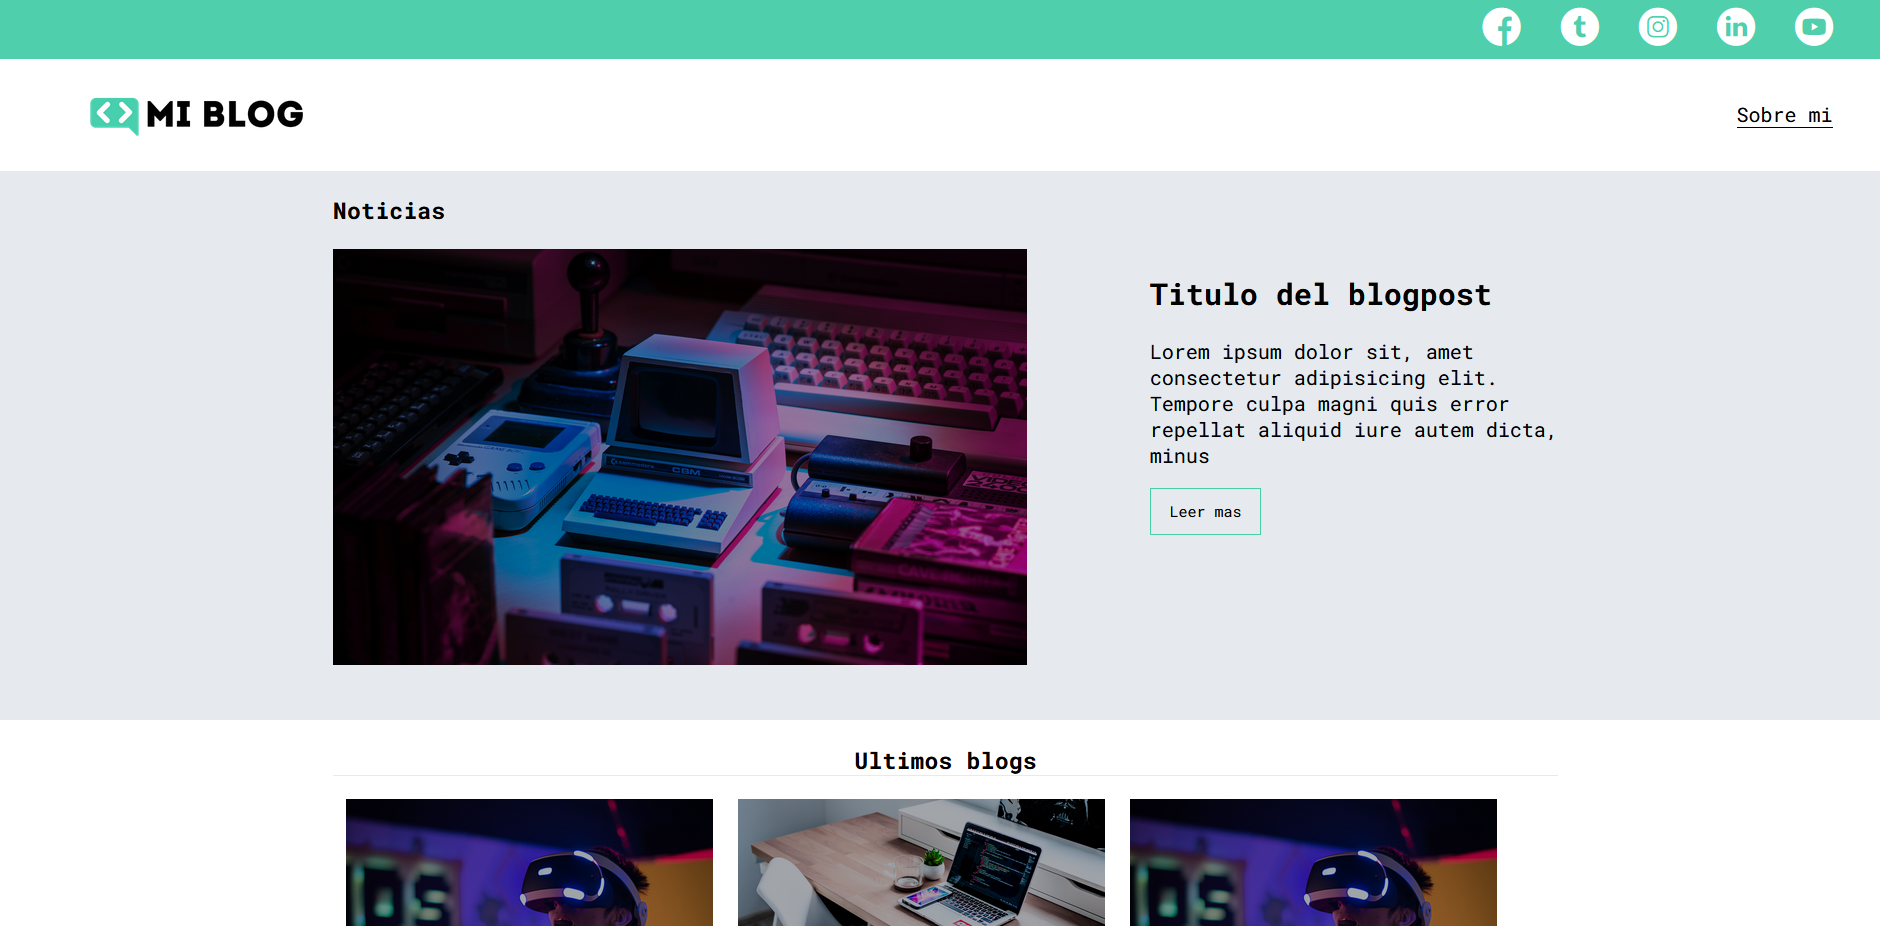 MI BLOG
Sobre mi
Noticias
Titulo del blogpost
Lorem ipsum dolor sit, amet
consectetur adipisicing elit.
Tempore culpa magni quis error
repellat aliquid iure autem dicta,
minus
Leer mas
CBM
Ultimos blogs